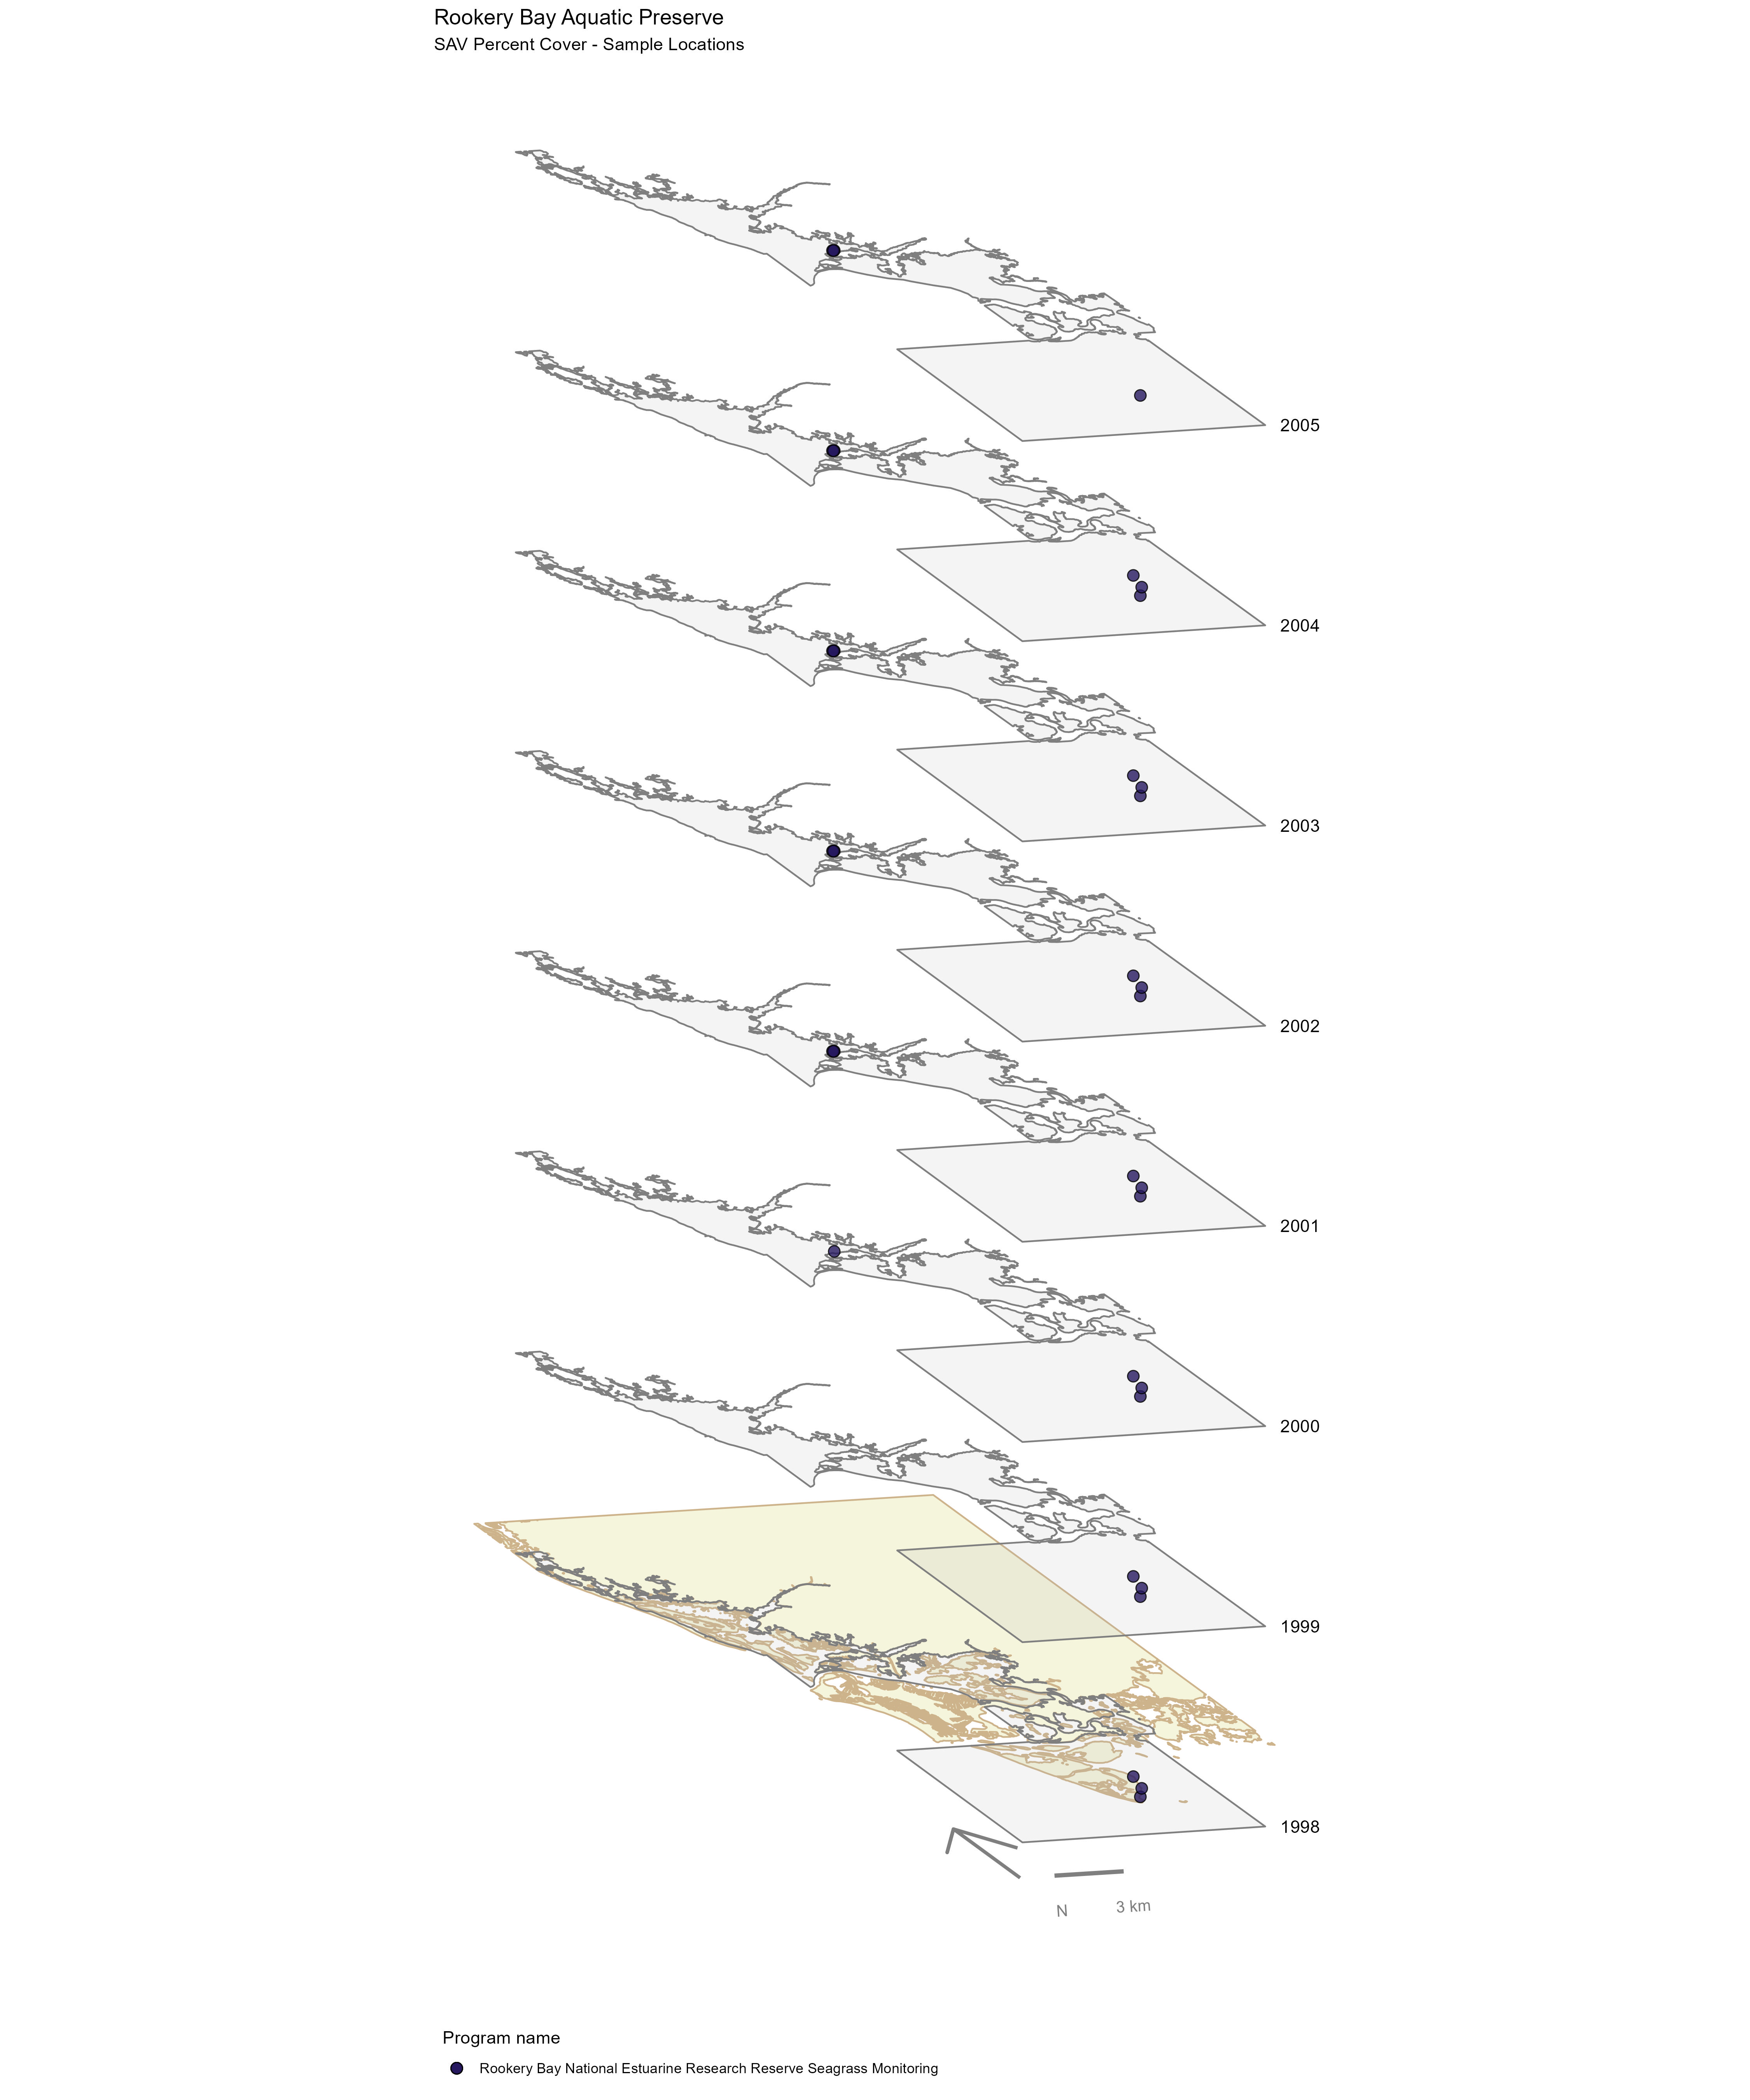 Rookery Bay Aquatic Preserve
SAV Percent Cover - Sample Locations
2005
2004
2003
2002
2001
2000
1999
1998
N
3 km
Program name
Rookery Bay National Estuarine Research Reserve Seagrass Monitoring